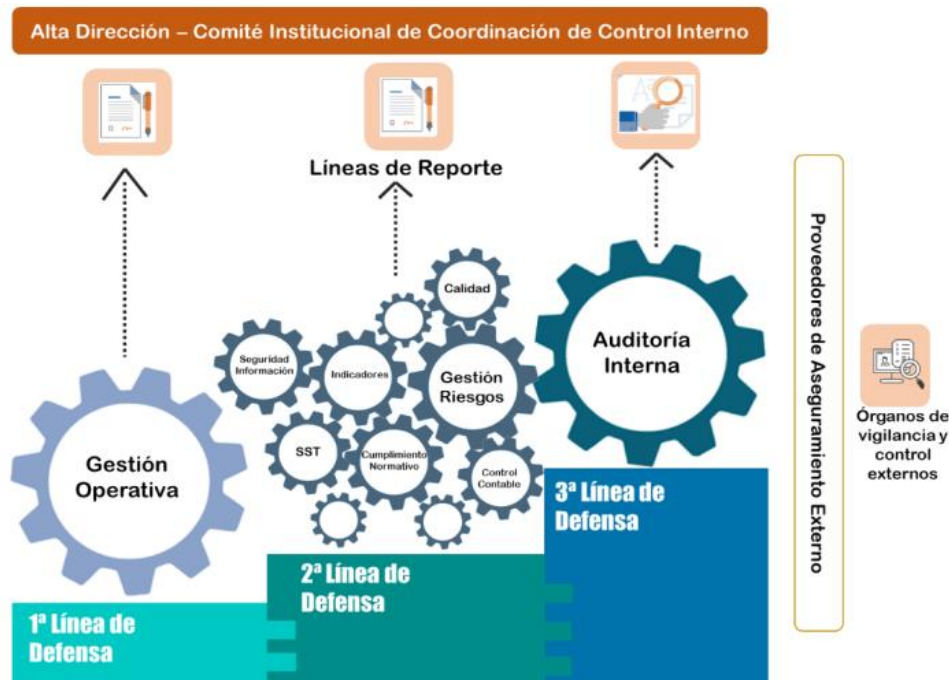 Alta Dirección – Comité Institucional de Coordinación de Control Interno
Líneas de Reporte
Gestión
Operativa
Seguridad
Información
Indicadores
Calidad
Gestión
Riesgos
SST
Cumplimiento
Normativo
Control
Contable
Auditoría
Interna
1ª Línea de
Defensa
2ª Línea de
Defensa
3ª Línea de
Defensa
Proveedores de Aseguramiento Externo
Órganos de
vigilancia y
control
externos